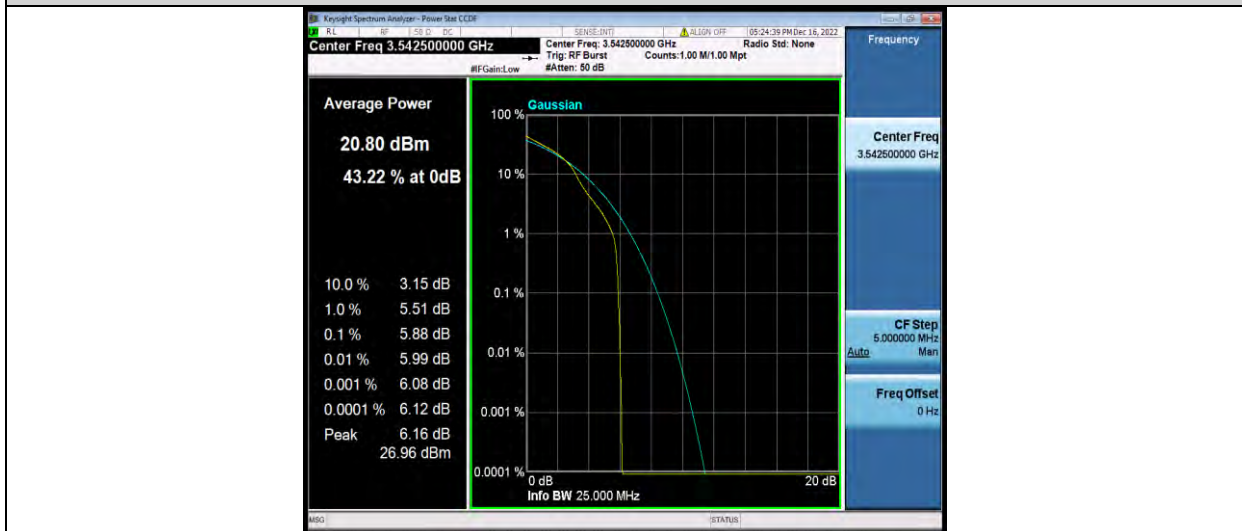 Keysight Spectrum Analyzer - Power Stat CCDF
RL RF 50 Ω DC SENSE:INT ALIGN OFF 05:24:39 PM Dec 16, 2022
Center Freq 3.542500000 GHz
Center Freq: 3.542500000 GHz Radio Std: None
Trig: RF Burst Counts:1.00 M/1.00 Mpt
#IFGain:Low #Atten: 50 dB
Frequency
Average Power
20.80 dBm
43.22 % at 0dB
10.0 % 3.15 dB
1.0 % 5.51 dB
0.1 % 5.88 dB
0.01 % 5.99 dB
0.001 % 6.08 dB
0.0001 % 6.12 dB
Peak 6.16 dB
26.96 dBm
Gaussian
100 %
10 %
1 %
0.1 %
0.01 %
0.001 %
0.0001 %
0 dB 20 dB
Info BW 25.000 MHz
Center Freq
3.542500000 GHz
CF Step
5.000000 MHz
Auto Man
Freq Offset
0 Hz
MSG STATUS